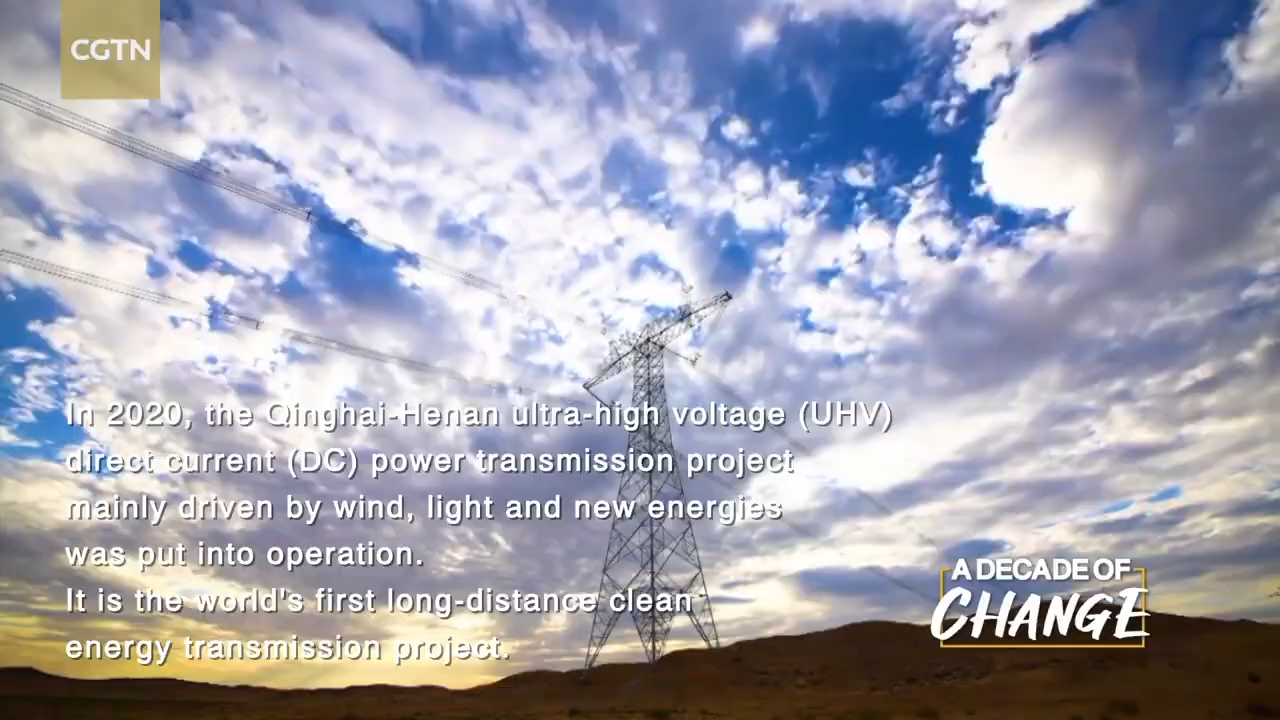 CGTN
In 2020, the Qinghai-Henan ultra-high voltage (UHV)
direct current (DC) power transmission project
mainly driven by wind, light and new energies
was put into operation.
It is the world's first long-distance clean
energy transmission project.
A DECADE OF
CHANGE